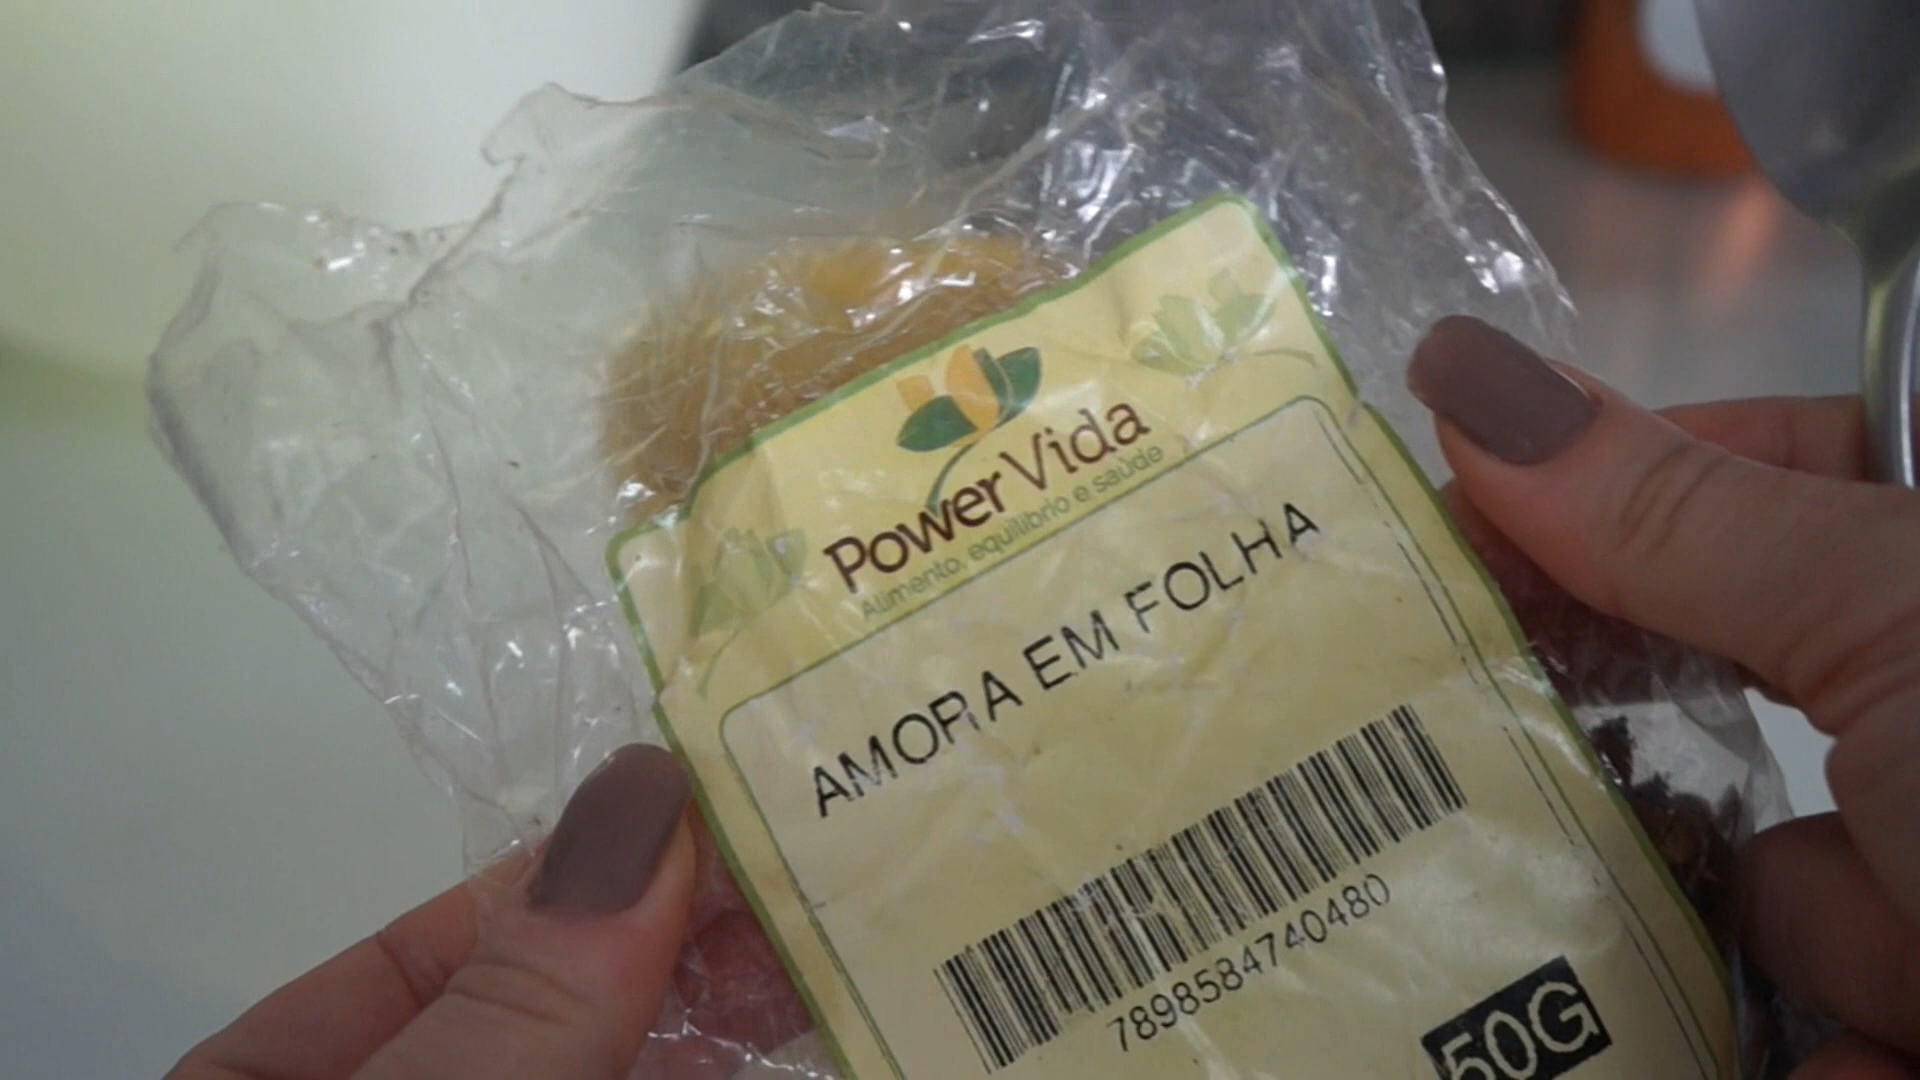 Power Vida
Alimento, equilíbrio e saúde
AMORA EM FOLHA
7898584740480
50G